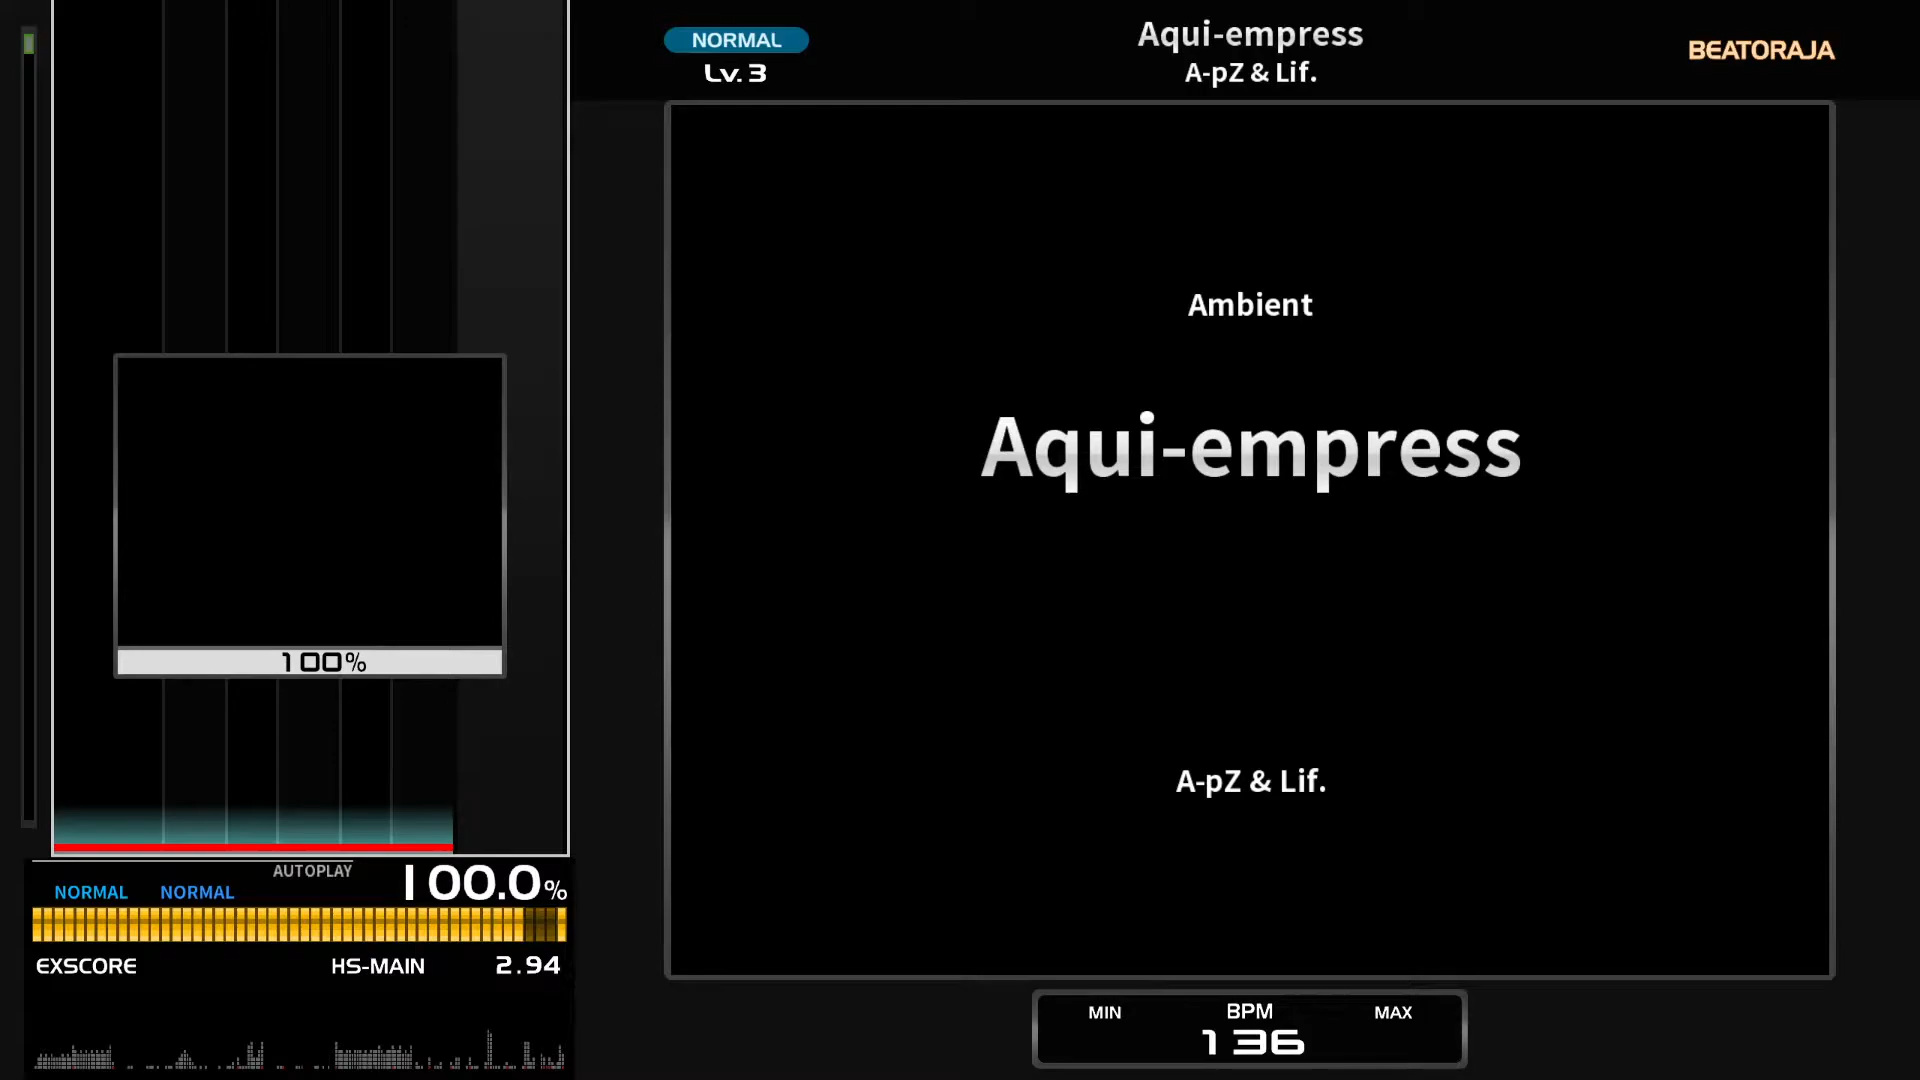 NORMAL
Lv. 3
Aqui-empress
A-pZ & Lif.
BEATORAJA
Ambient
Aqui-empress
A-pZ & Lif.
100%
AUTOPLAY
NORMAL NORMAL
100.0%
EXSCORE HS-MAIN 2.94
MIN BPM MAX
136